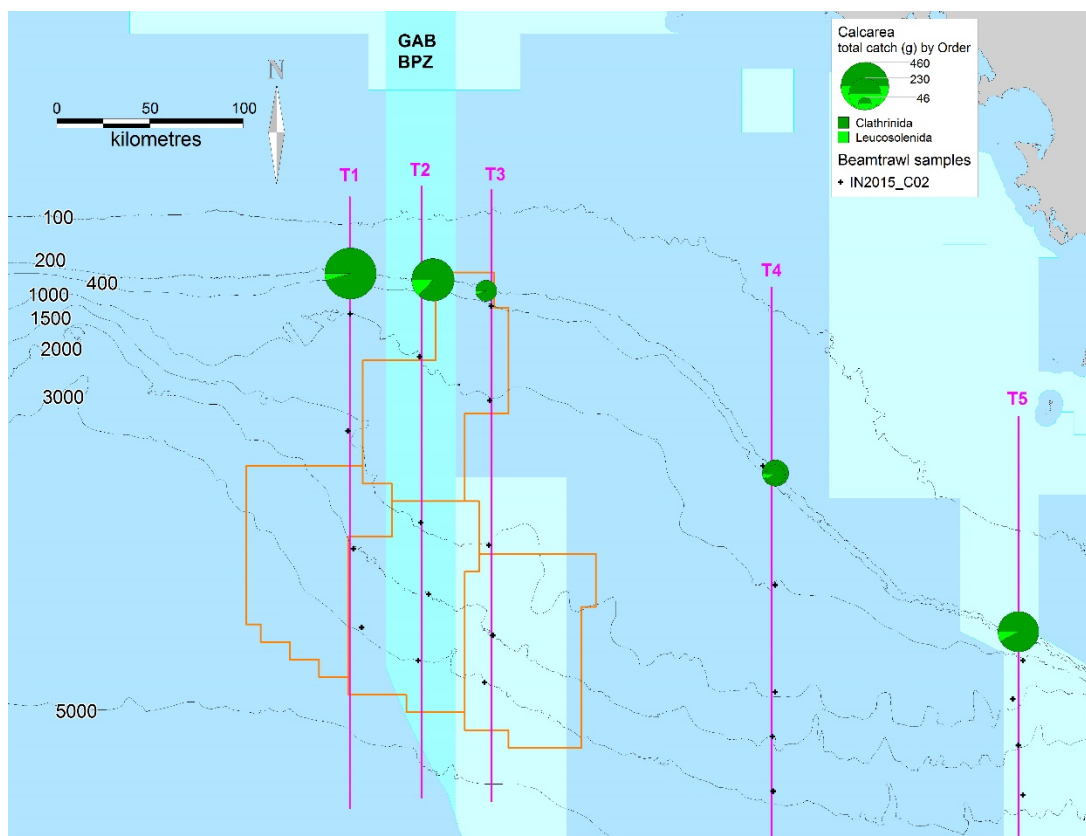 GAB
BPZ
Calcarea
total catch (g) by Order
460
230
46
Clathrinida
Leucosolenida
Beamtrawl samples
IN2015_C02
N
0 50 100
kilometres
T1
T2
T3
T4
T5
100
200
400
1000
1500
2000
3000
5000